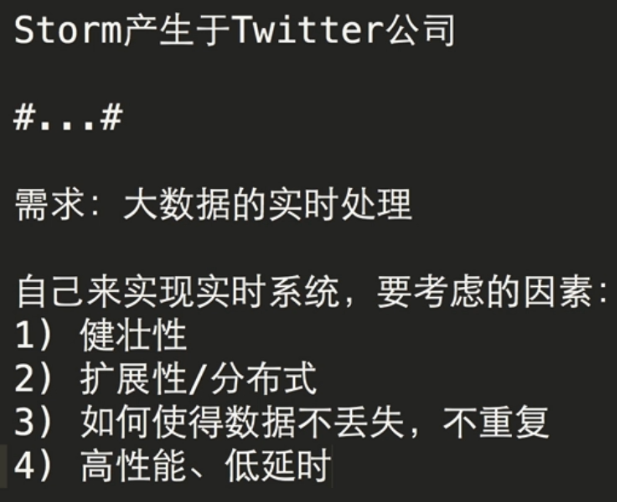 Storm产生于Twitter公司
#...#
需求：大数据的实时处理
自己来实现实时系统，要考虑的因素：
1) 健壮性
2) 扩展性/分布式
3) 如何使得数据不丢失，不重复
4) 高性能、低延时